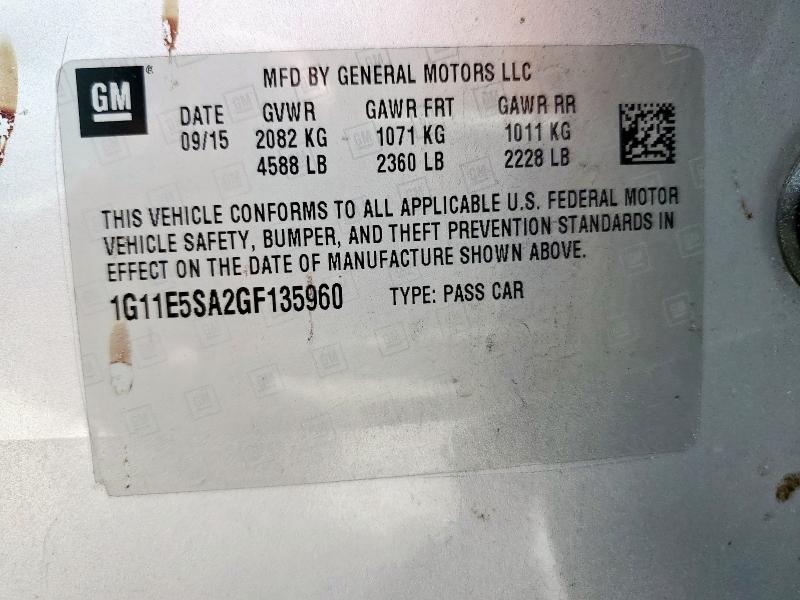 GM® MFD BY GENERAL MOTORS LLC
DATE GVWR GAWR FRT GAWR RR
09/15 2082 KG 1071 KG 1011 KG
4588 LB 2360 LB 2228 LB
THIS VEHICLE CONFORMS TO ALL APPLICABLE U.S. FEDERAL MOTOR
VEHICLE SAFETY, BUMPER, AND THEFT PREVENTION STANDARDS IN
EFFECT ON THE DATE OF MANUFACTURE SHOWN ABOVE.
1G11E5SA2GF135960 TYPE: PASS CAR